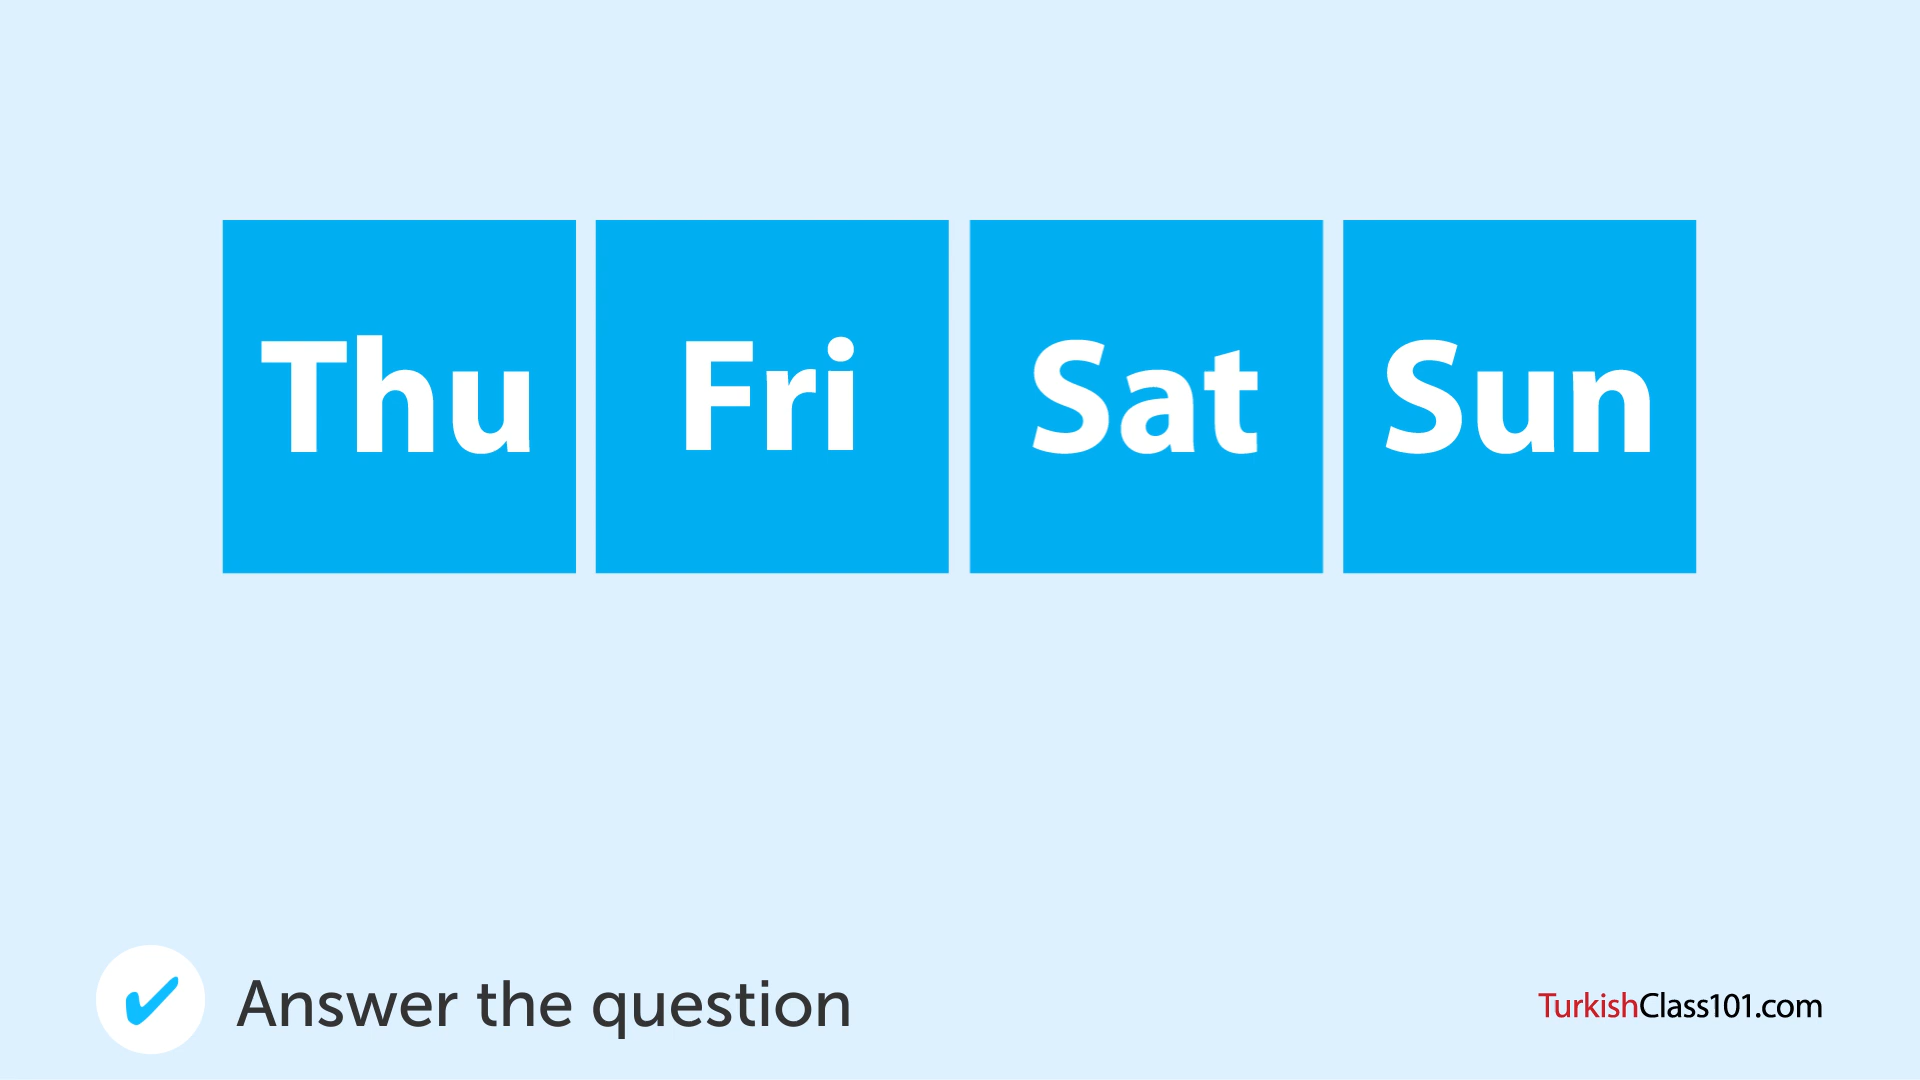 Thu Fri Sat Sun
✔ Answer the question
TurkishClass101.com